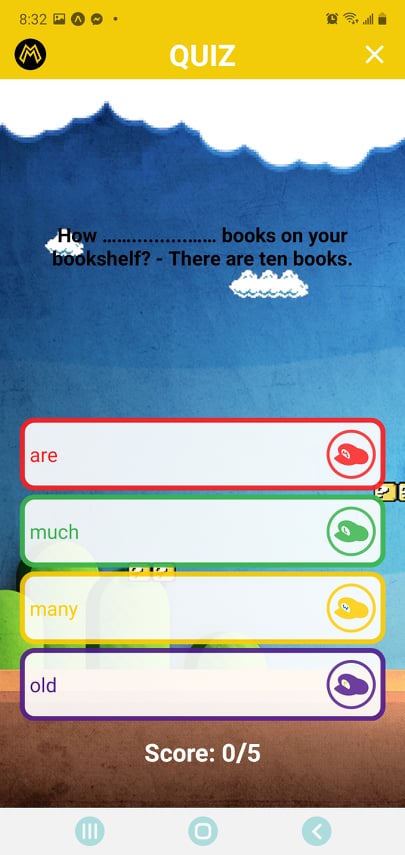 8:32
QUIZ
How ..................... books on your
bookshelf? - There are ten books.
are
much
many
old
Score: 0/5